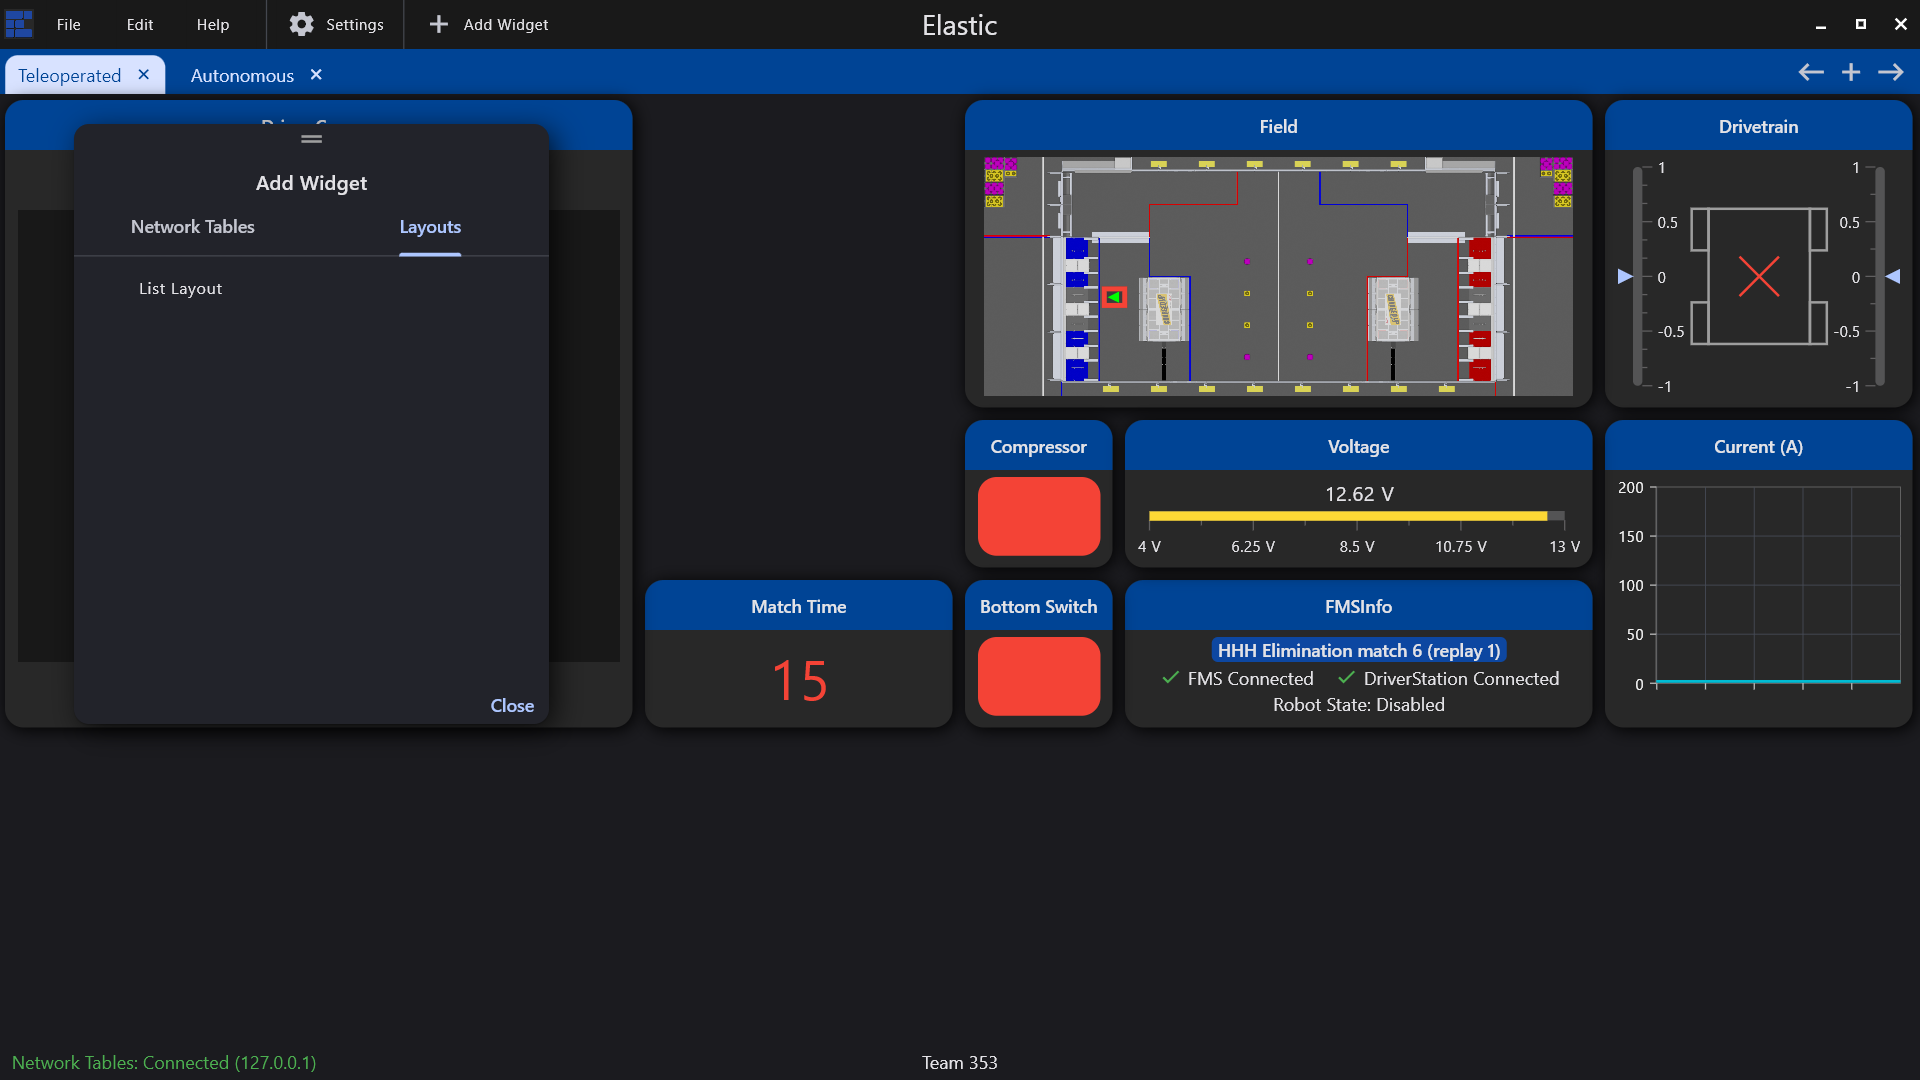 File Edit Help Settings Add Widget Elastic
Teleoperated Autonomous
Add Widget
Network Tables Layouts
List Layout
Close
Field
Drivetrain
1 1
0.5 0.5
0 0
-0.5 -0.5
-1 -1
Compressor
Voltage
12.62 V
4 V 6.25 V 8.5 V 10.75 V 13 V
Current (A)
200
150
100
50
0
Match Time
15
Bottom Switch
FMSInfo
HHH Elimination match 6 (replay 1)
FMS Connected DriverStation Connected
Robot State: Disabled
Network Tables: Connected (127.0.0.1) Team 353